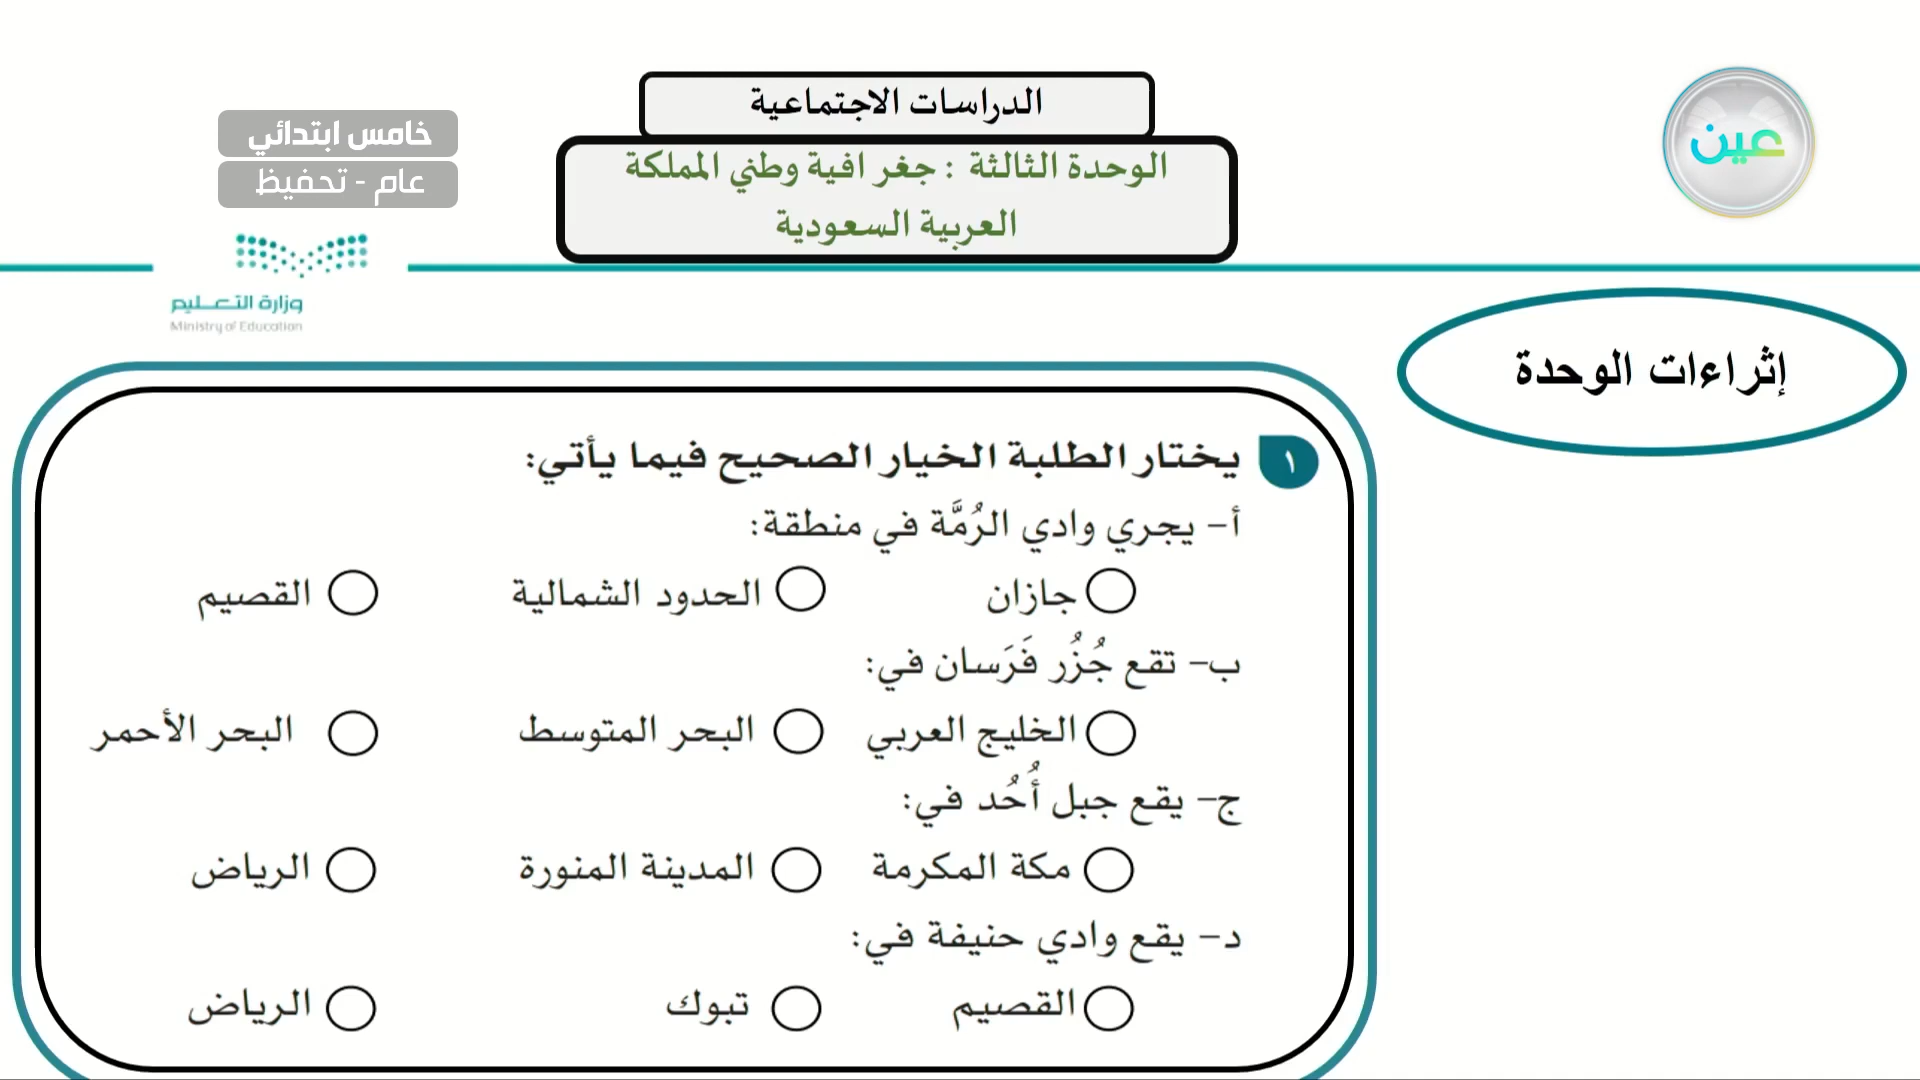 الدراسات الاجتماعية
عين
خامس ابتدائي
عام - تحفيظ
الوحدة الثالثة : جغرافية وطني المملكة
العربية السعودية
وزارة التعليم
Ministry of Education
إثراءات الوحدة
١ يختار الطلبة الخيار الصحيح فيما يأتي:
أ- يجري وادي الرُمَّة في منطقة:
جازان الحدود الشمالية القصيم
ب- تقع جُزُر فَرَسان في:
الخليج العربي البحر المتوسط البحر الأحمر
ج- يقع جبل أُحُد في:
مكة المكرمة المدينة المنورة الرياض
د- يقع وادي حنيفة في:
القصيم تبوك الرياض